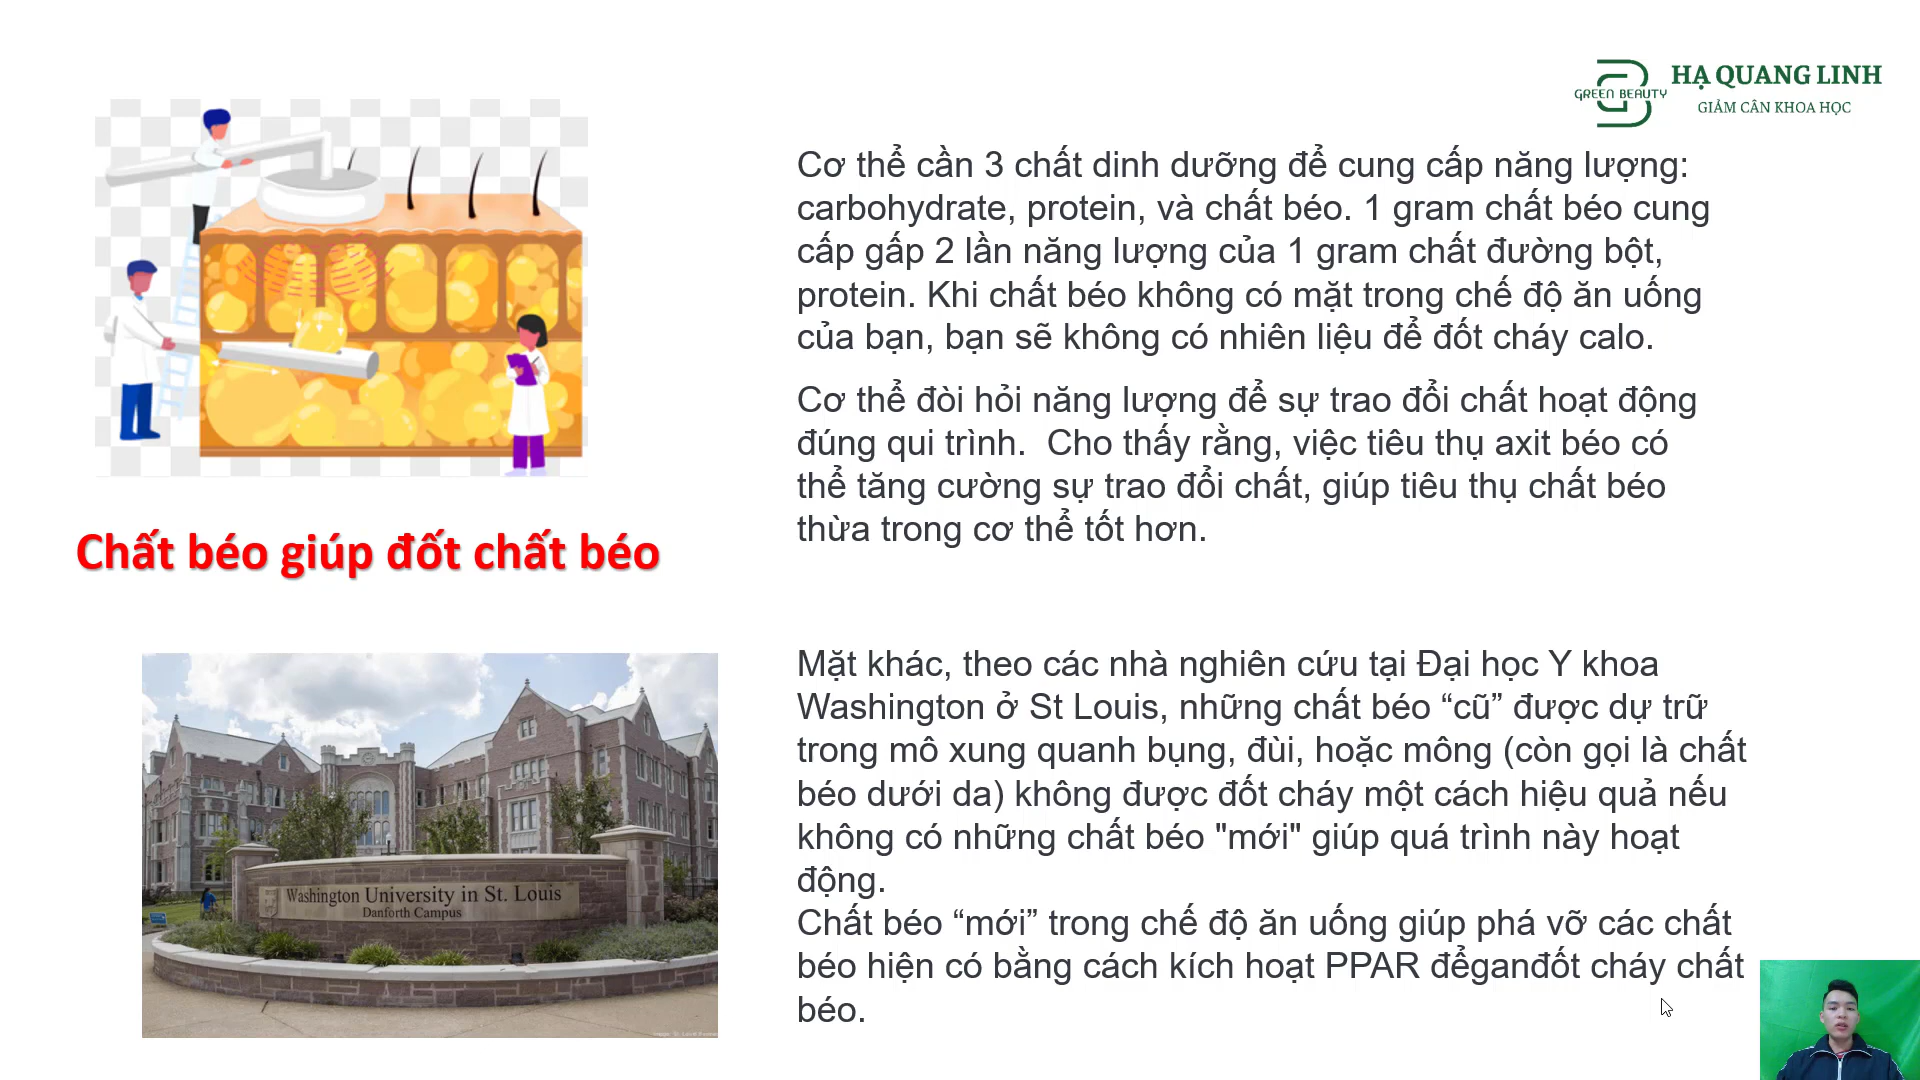 GREEN BEAUTY
HẠ QUANG LINH
GIẢM CÂN KHOA HỌC
Cơ thể cần 3 chất dinh dưỡng để cung cấp năng lượng:
carbohydrate, protein, và chất béo. 1 gram chất béo cung
cấp gấp 2 lần năng lượng của 1 gram chất đường bột,
protein. Khi chất béo không có mặt trong chế độ ăn uống
của bạn, bạn sẽ không có nhiên liệu để đốt cháy calo.
Cơ thể đòi hỏi năng lượng để sự trao đổi chất hoạt động
đúng qui trình.  Cho thấy rằng, việc tiêu thụ axit béo có
thể tăng cường sự trao đổi chất, giúp tiêu thụ chất béo
thừa trong cơ thể tốt hơn.
Chất béo giúp đốt chất béo
Mặt khác, theo các nhà nghiên cứu tại Đại học Y khoa
Washington ở St Louis, những chất béo “cũ” được dự trữ
trong mô xung quanh bụng, đùi, hoặc mông (còn gọi là chất
béo dưới da) không được đốt cháy một cách hiệu quả nếu
không có những chất béo "mới" giúp quá trình này hoạt
động.
Chất béo “mới” trong chế độ ăn uống giúp phá vỡ các chất
béo hiện có bằng cách kích hoạt PPAR đểganđốt cháy chất
béo.
Washington University in St. Louis
Danforth Campus